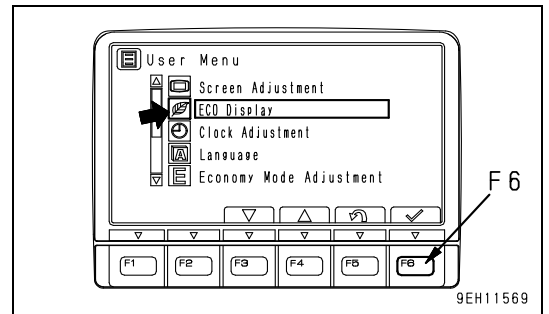 User Menu
Screen Adjustment
ECO Display
Clock Adjustment
A Language
E Economy Mode Adjustment
F6
F1 F2 F3 F4 F5 F6
9EH11569